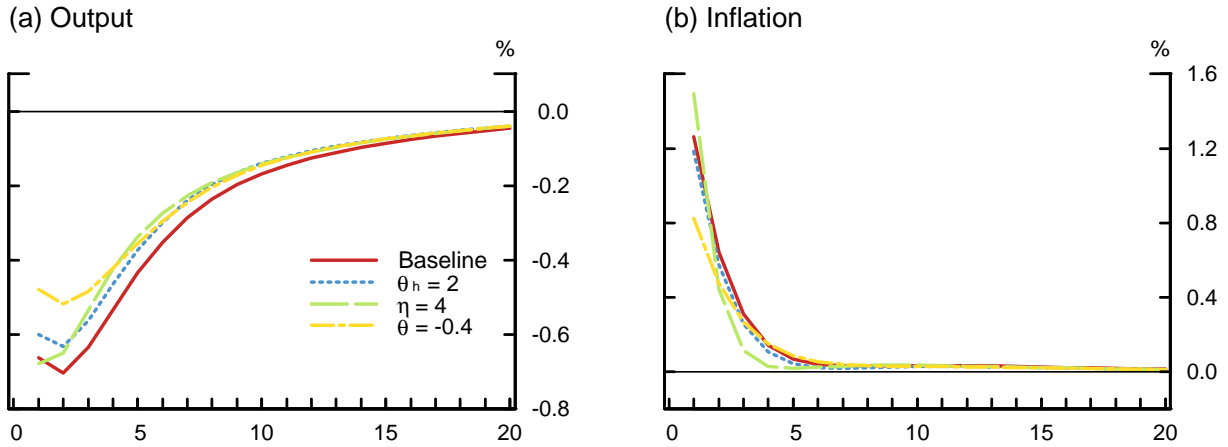 (a) Output
(b) Inflation
%
%
0.0
-0.2
-0.4
-0.6
-0.8
Baseline
θh = 2
η = 4
θ = -0.4
0 5 10 15 20
1.6
1.2
0.8
0.4
0.0
0 5 10 15 20